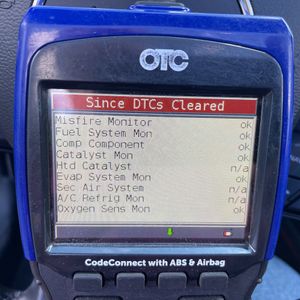 OTC
Since DTCs Cleared
Misfire Monitor ok
Fuel System Mon ok
Comp Component ok
Catalyst Mon ok
Htd Catalyst n/a
Evap System Mon ok
Sec Air System n/a
A/C Refrig Mon n/a
Oxygen Sens Mon ok
CodeConnect with ABS & Airbag